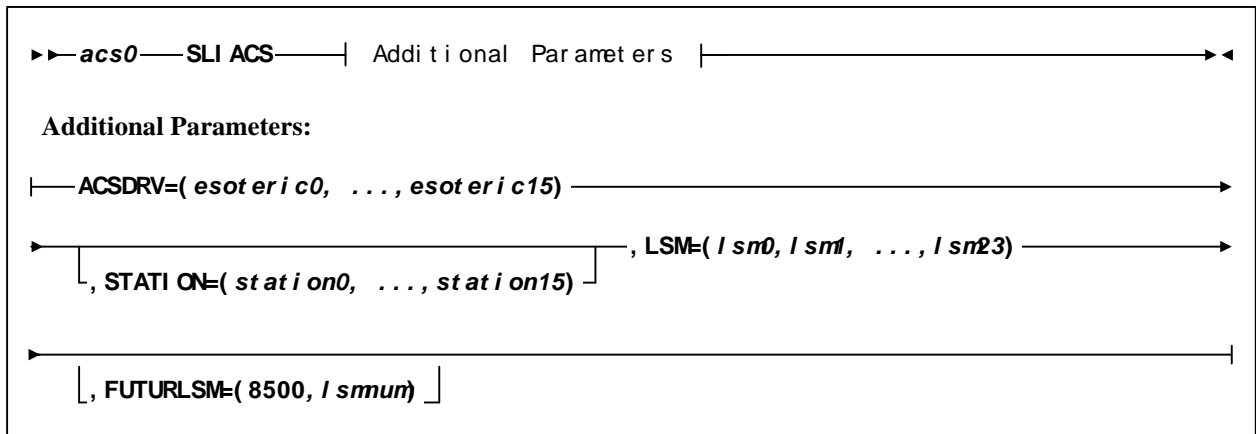 acs0 SLIACS Additional Parameters
Additional Parameters:
ACSDRV=(esoteric0, ...,esoteric15)
,LSM=(lsm0,lsm1, ...,lsm23)
,STATION=(station0, ...,station15)
,FUTURLSM=(8500,lsmnum)